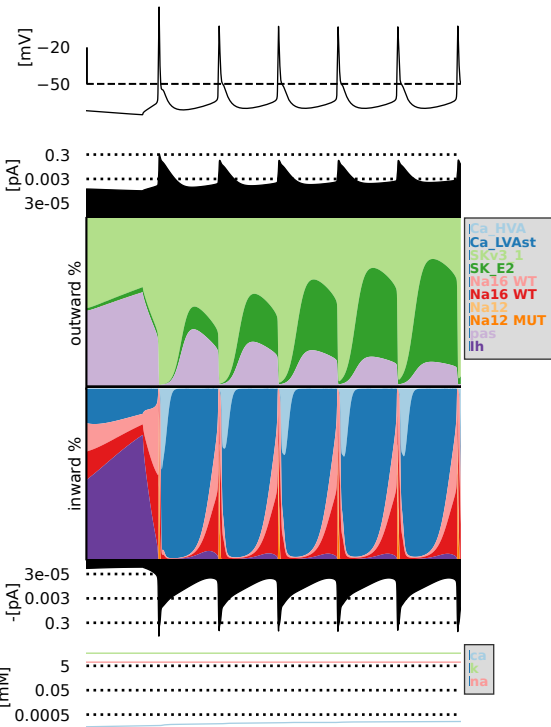 [mV]
−20
−50
[pA]
0.3
0.003
3e-05
outward %
Ca_HVA
Ca_LVAst
SKv3_1
SK_E2
Na16 WT
Na16 WT
Na12
Na12 MUT
pas
Ih
inward %
-[pA]
3e-05
0.003
0.3
[mM]
5
0.05
0.0005
ca
k
na